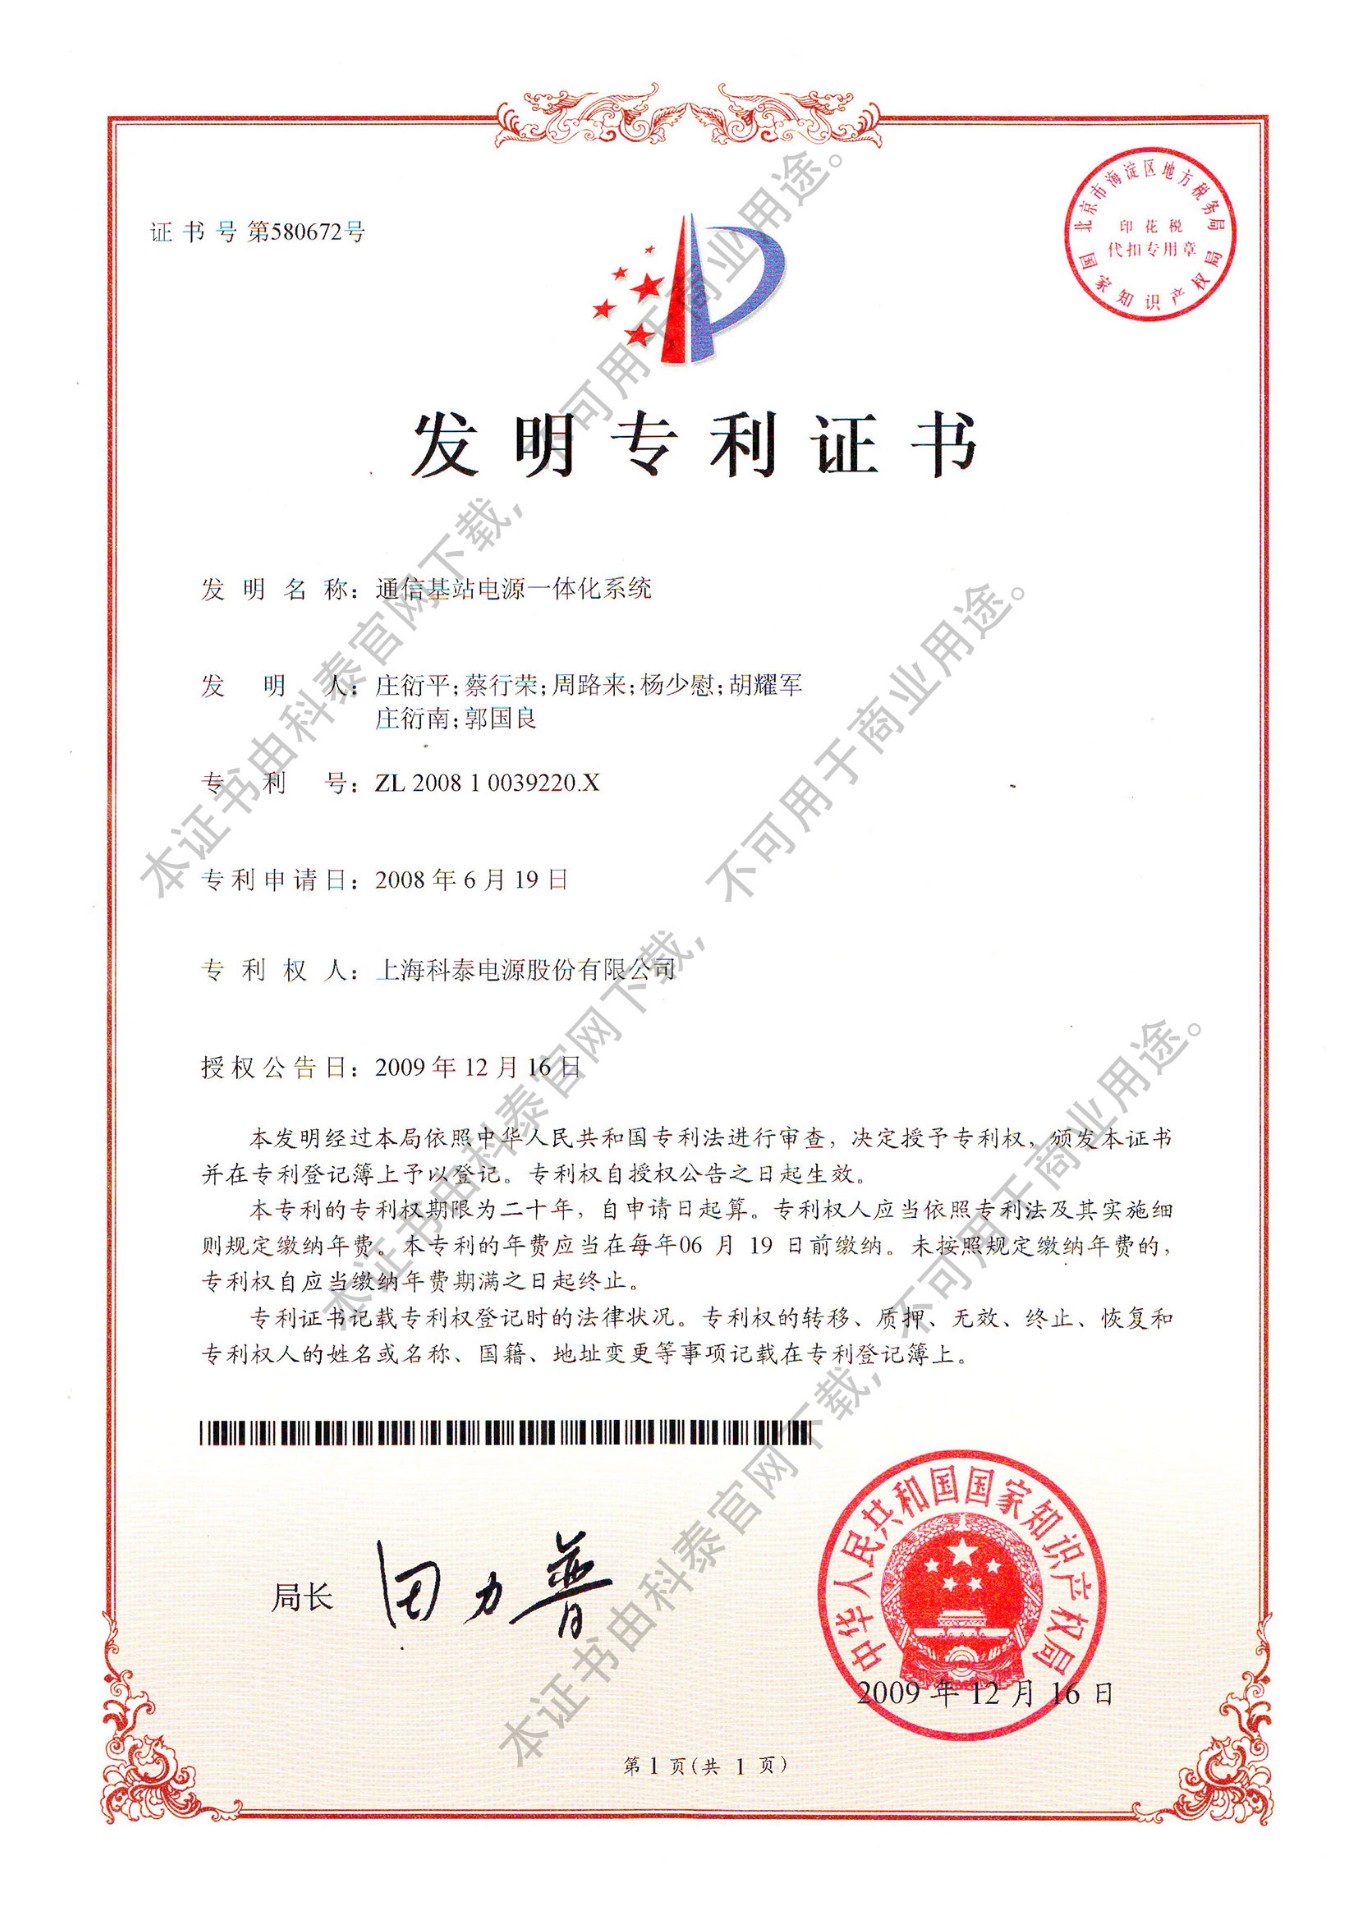 证书号第580672号
北京市海淀区地方税务局
印花税
代扣专用章
国家知识产权局
发明专利证书
发明名称：通信基站电源一体化系统
发明人：庄衍平；蔡行荣；周路来；杨少慰；胡耀军
庄衍南；郭国良
专利号：ZL 2008 1 0039220.X
专利申请日：2008年6月19日
专利权人：上海科泰电源股份有限公司
授权公告日：2009年12月16日
本发明经过本局依照中华人民共和国专利法进行审查，决定授予专利权，颁发本证书
并在专利登记簿上予以登记。专利权自授权公告之日起生效。
本专利的专利权期限为二十年，自申请日起算。专利权人应当依照专利法及其实施细
则规定缴纳年费。本专利的年费应当在每年06 月 19 日前缴纳。未按照规定缴纳年费的，
专利权自应当缴纳年费期满之日起终止。
专利证书记载专利权登记时的法律状况。专利权的转移、质押、无效、终止、恢复和
专利权人的姓名或名称、国籍、地址变更等事项记载在专利登记簿上。
局长 田力普
中华人民共和国国家知识产权局
2009年12月16日
第1页(共 1 页)
本证书由科泰官网下载，不可用于商业用途。
本证书由科泰官网下载，不可用于商业用途。
本证书由科泰官网下载，不可用于商业用途。